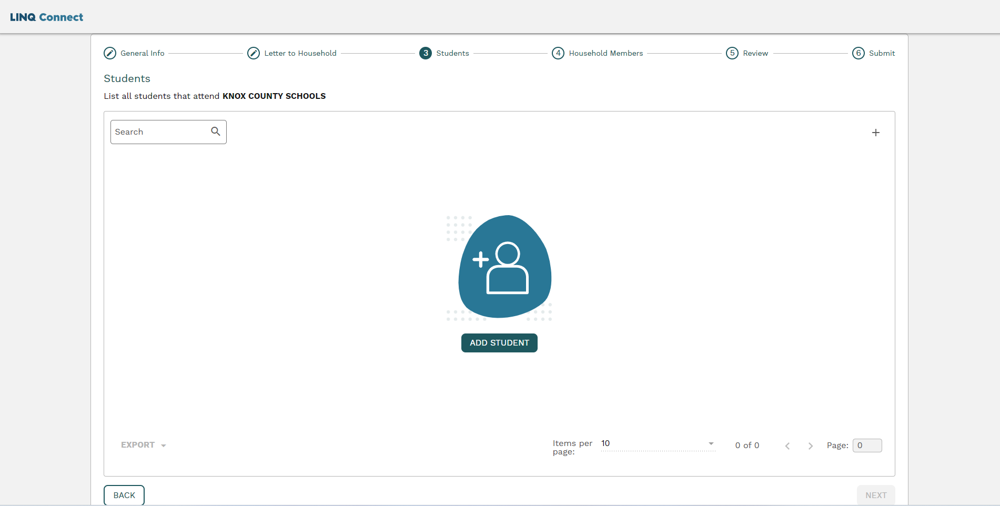 LINQ Connect
General Info
Letter to Household
3 Students
4 Household Members
5 Review
6 Submit
Students
List all students that attend KNOX COUNTY SCHOOLS
Search
+
ADD STUDENT
EXPORT
Items per page:
10
0 of 0
Page:
0
BACK
NEXT